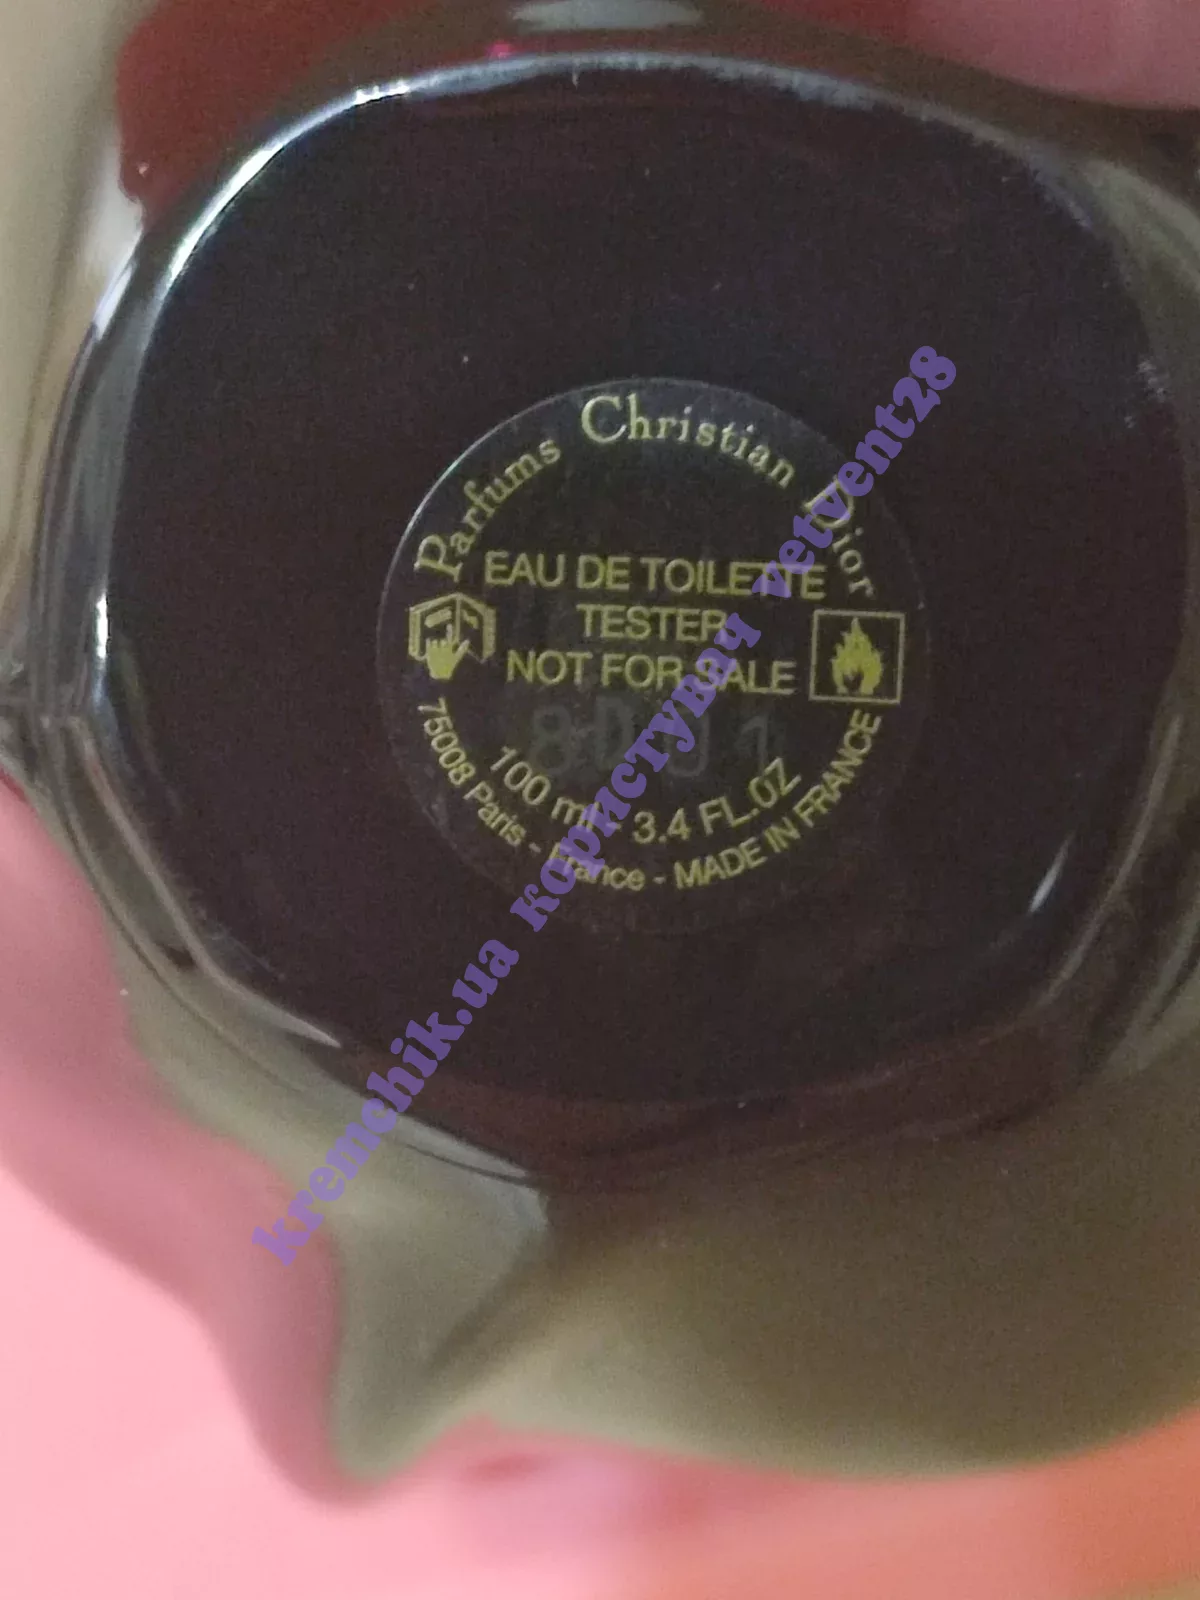 Parfums Christian Dior
EAU DE TOILETTE
TESTER
NOT FOR SALE
100 ml - 3.4 FL.OZ
75008 Paris - France - MADE IN FRANCE
kremchik.ua користувач vetvent28